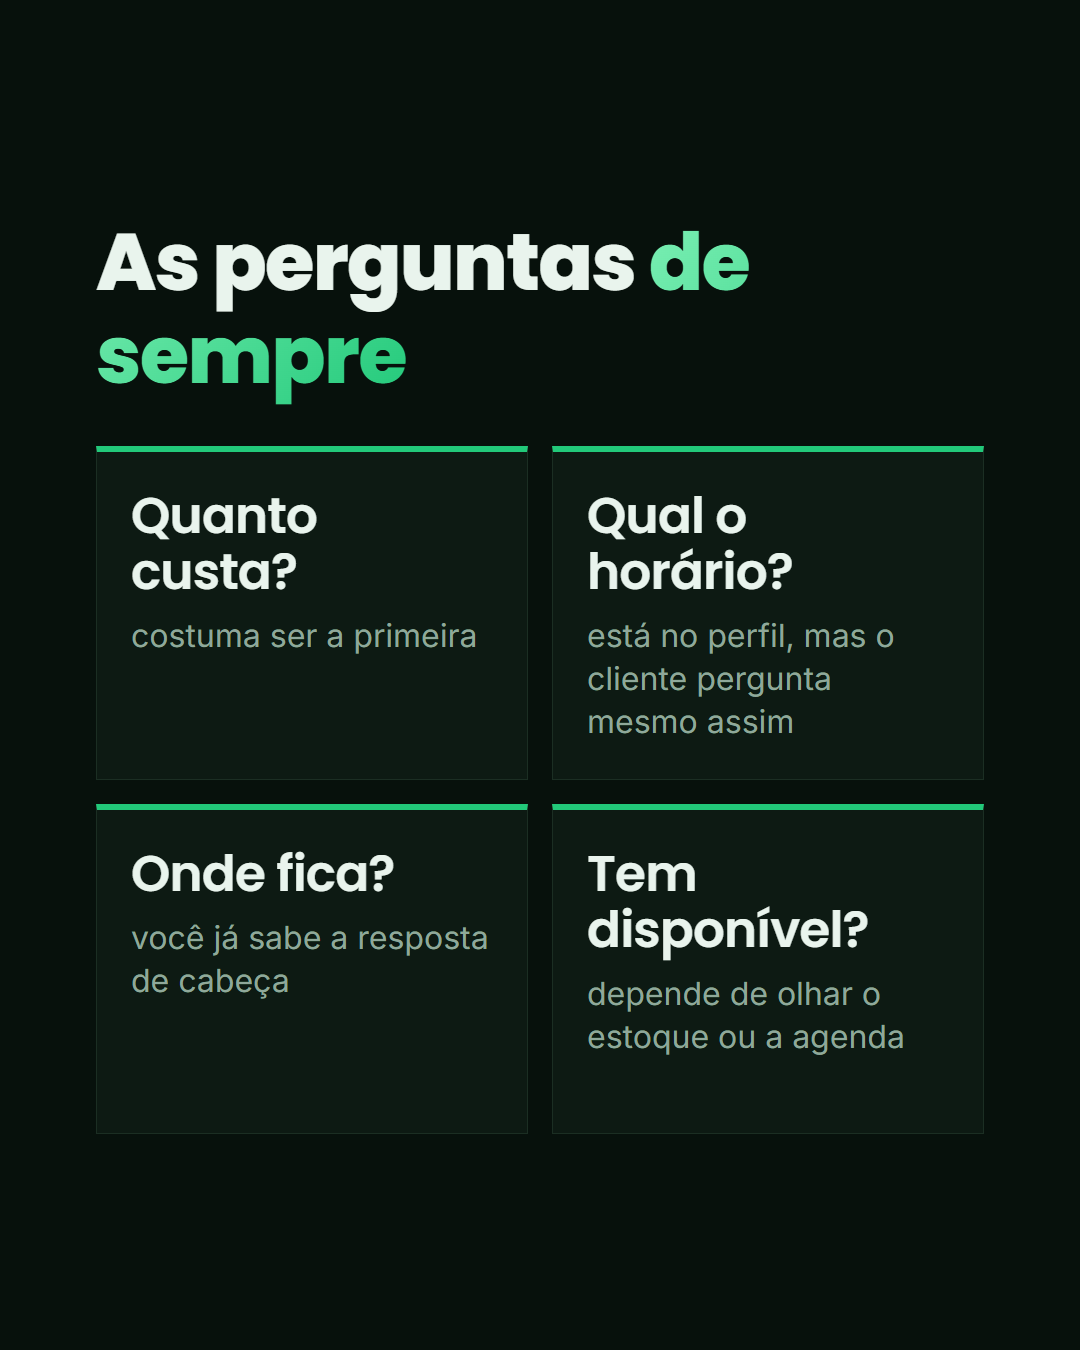 As perguntas de
sempre
Quanto
custa?
costuma ser a primeira
Qual o
horário?
está no perfil, mas o
cliente pergunta
mesmo assim
Onde fica?
você já sabe a resposta
de cabeça
Tem
disponível?
depende de olhar o
estoque ou a agenda